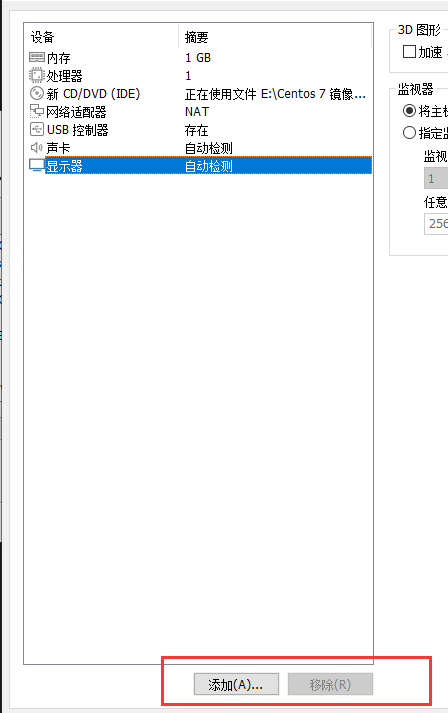 设备 摘要
内存 1 GB
处理器 1
新 CD/DVD (IDE) 正在使用文件 E:\Centos 7 镜像...
网络适配器 NAT
USB 控制器 存在
声卡 自动检测
显示器 自动检测
3D 图形
加速
监视器
将主机
指定监
监视
1
任意
256
添加(A)...
移除(R)